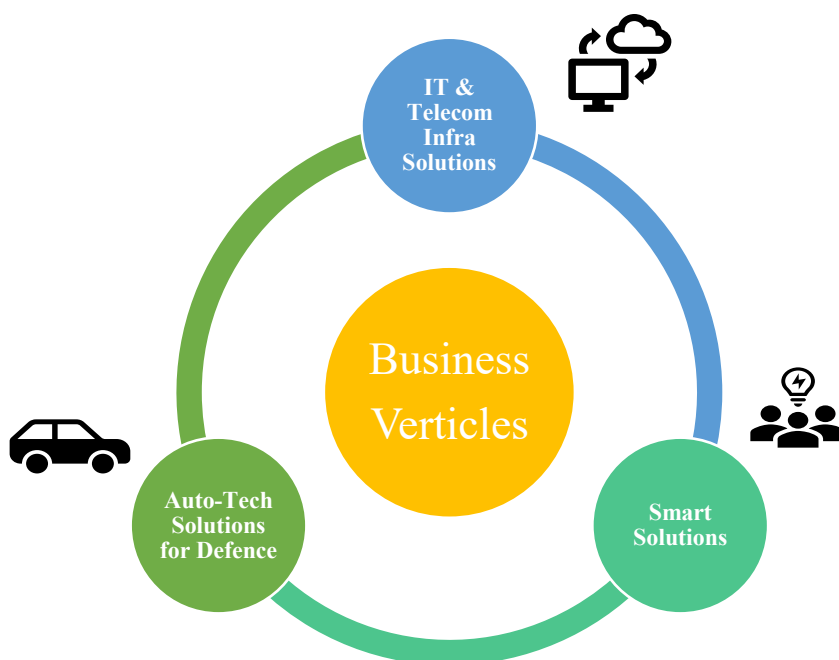 IT &
Telecom
Infra
Solutions
Business
Verticles
Auto-Tech
Solutions
for Defence
Smart
Solutions